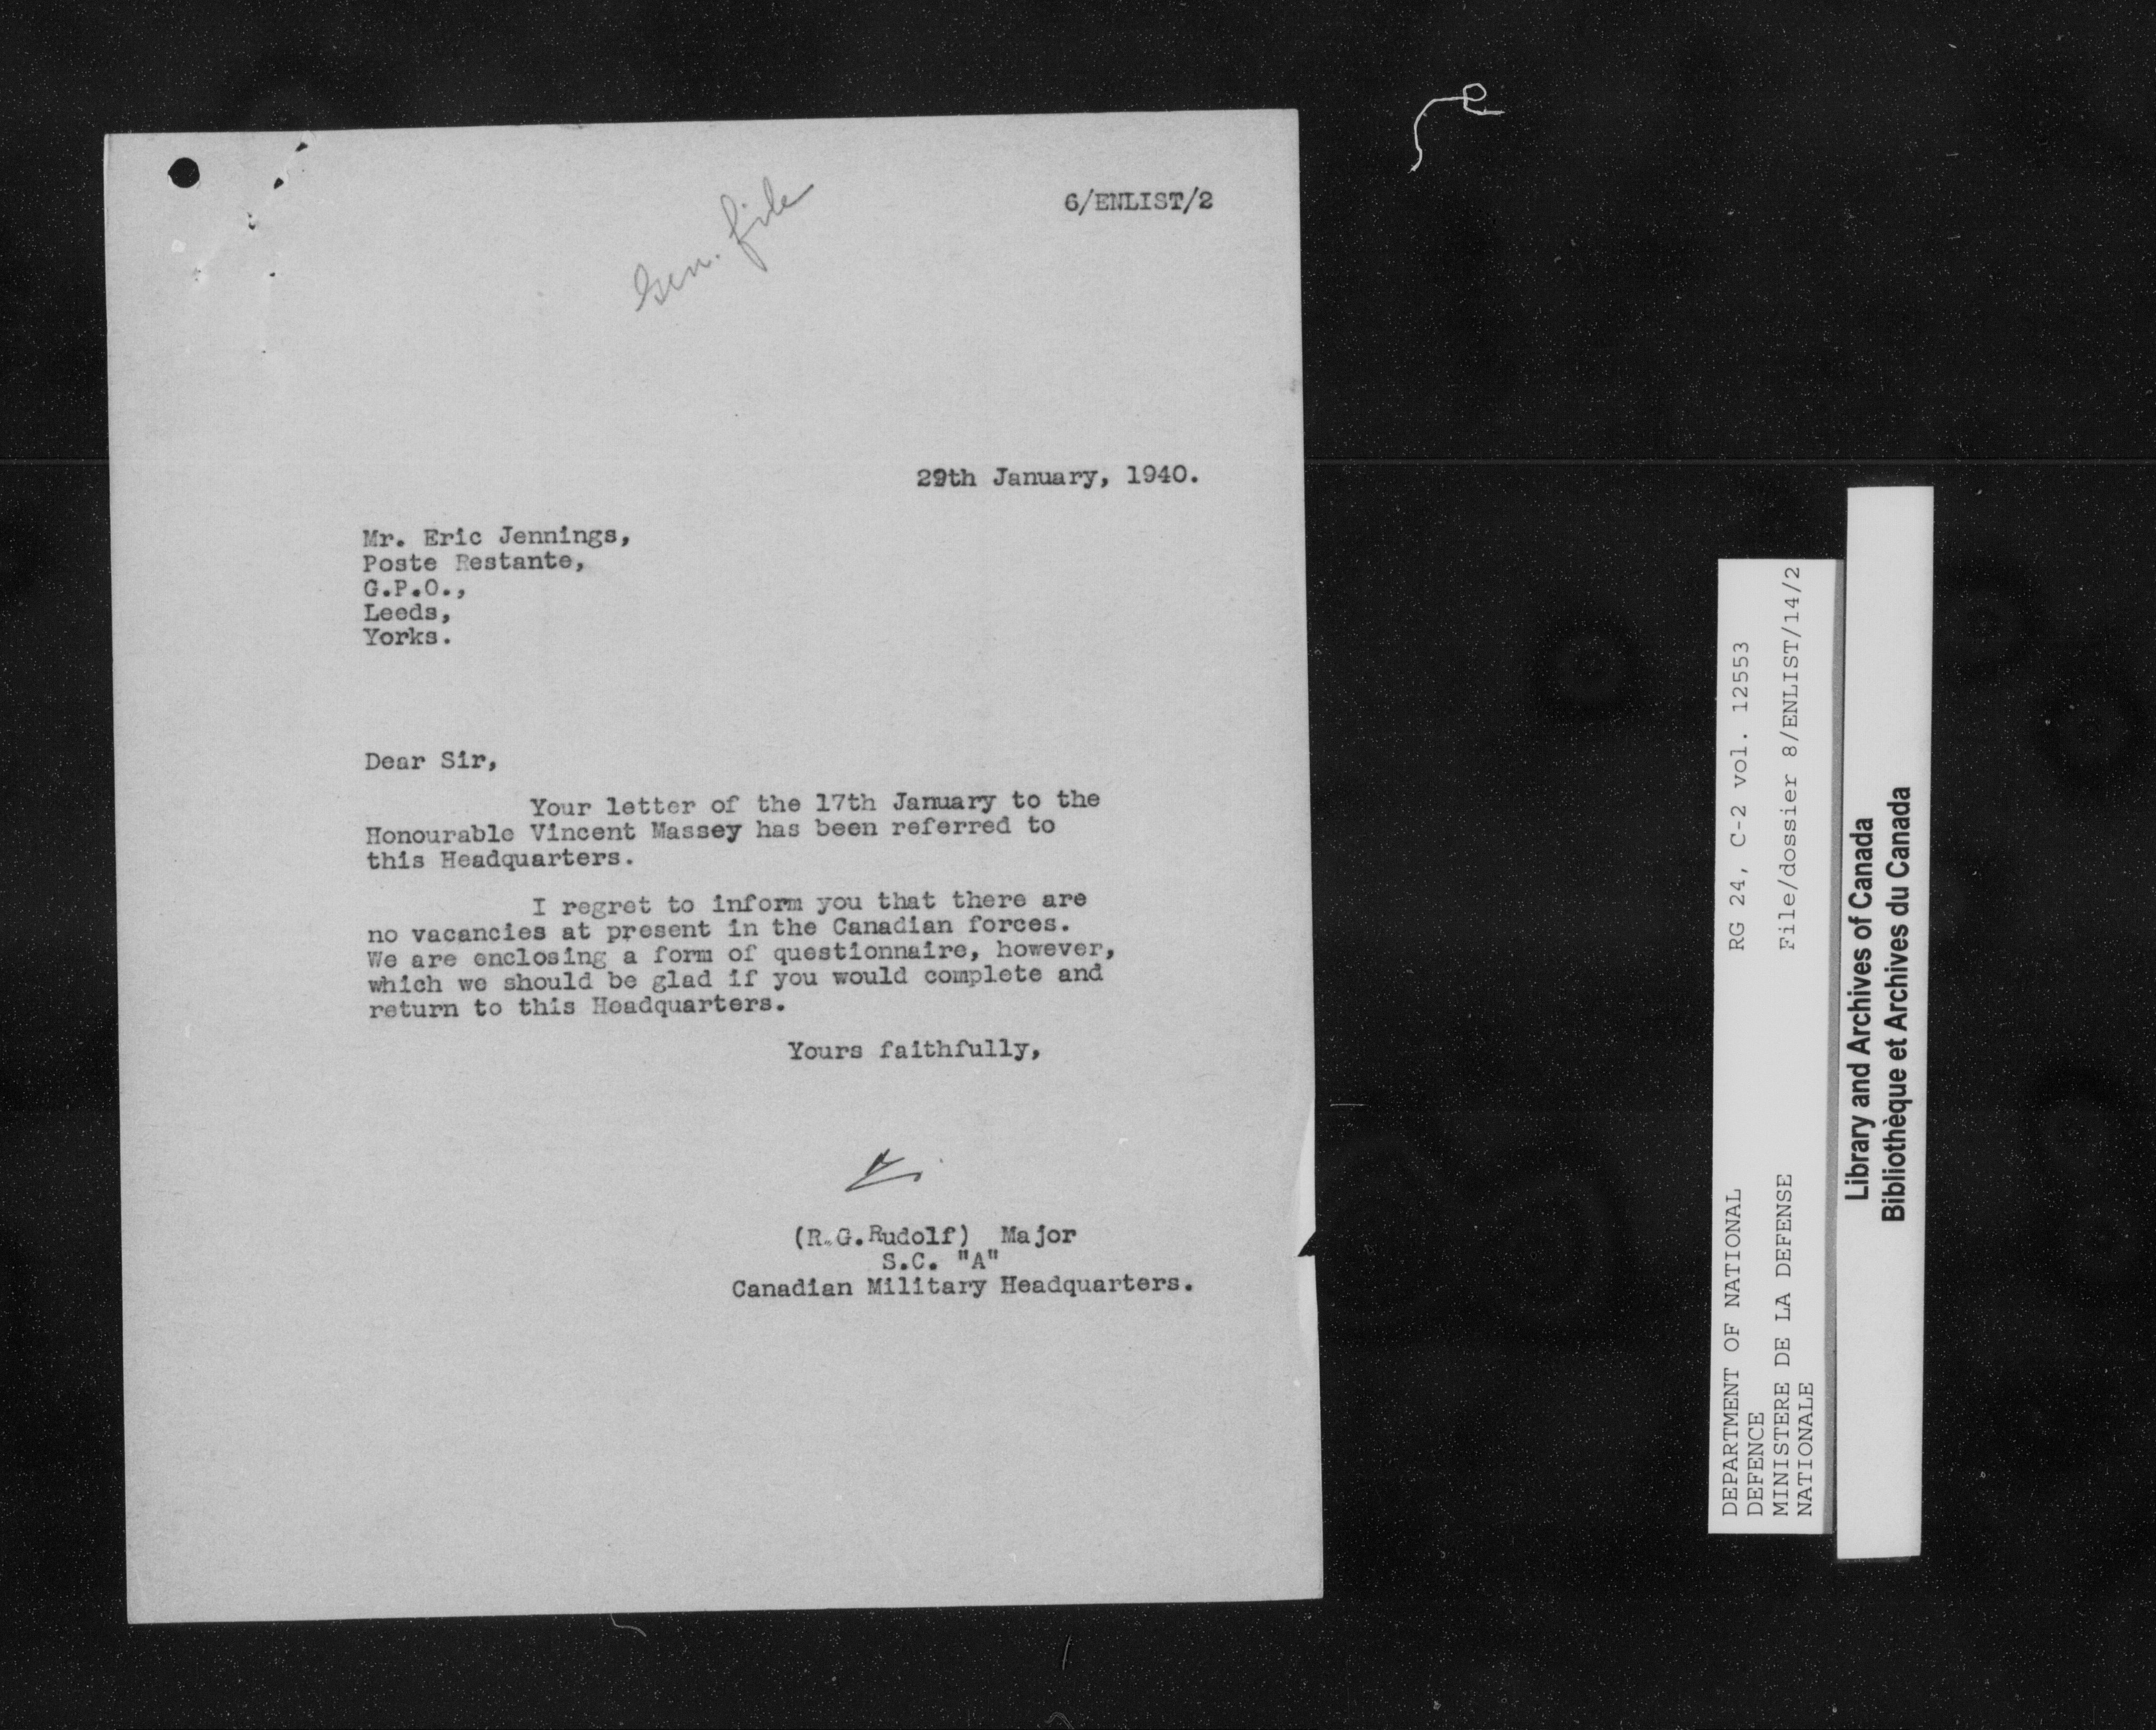 6/ENLIST/2
Gen. file
29th January, 1940.
Mr. Eric Jennings,
Poste Restante,
G.P.O.,
Leeds,
Yorks.
Dear Sir,
Your letter of the 17th January to the
Honourable Vincent Massey has been referred to
this Headquarters.
I regret to inform you that there are
no vacancies at present in the Canadian forces.
We are enclosing a form of questionnaire, however,
which we should be glad if you would complete and
return to this Headquarters.
Yours faithfully,
(R.G.Rudolf) Major
S.C. "A"
Canadian Military Headquarters.
DEPARTMENT OF NATIONAL
DEFENCE
MINISTERE DE LA DEFENSE
NATIONALE
RG 24, C-2 vol. 12553
File/dossier 8/ENLIST/14/2
Library and Archives of Canada
Bibliothèque et Archives du Canada